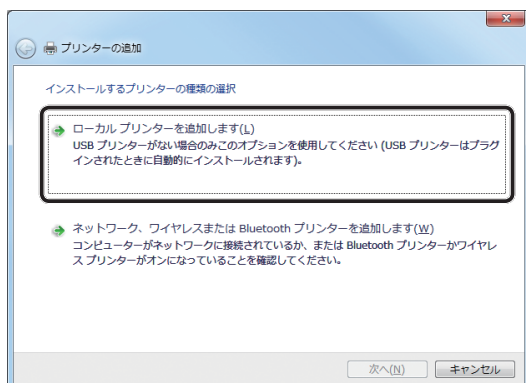 プリンターの追加
インストールするプリンターの種類の選択
ローカル プリンターを追加します(L)
USB プリンターがない場合のみこのオプションを使用してください (USB プリンターはプラグ
インされたときに自動的にインストールされます)。
ネットワーク、ワイヤレスまたは Bluetooth プリンターを追加します(W)
コンピューターがネットワークに接続されているか、または Bluetooth プリンターかワイヤレ
ス プリンターがオンになっていることを確認してください。
次へ(N)
キャンセル